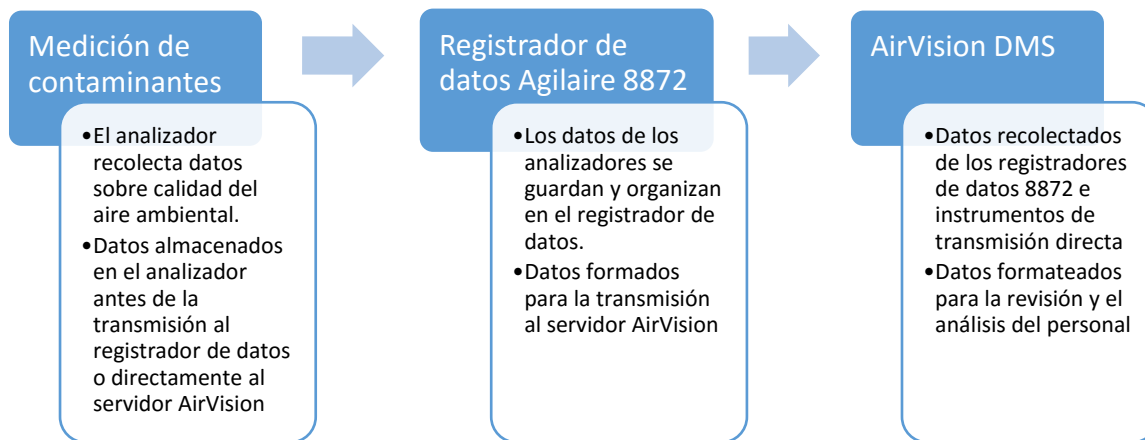 Medición de
contaminantes
•El analizador
recolecta datos
sobre calidad del
aire ambiental.
•Datos almacenados
en el analizador
antes de la
transmisión al
registrador de datos
o directamente al
servidor AirVision
Registrador de
datos Agilaire 8872
•Los datos de los
analizadores se
guardan y organizan
en el registrador de
datos.
•Datos formados
para la transmisión
al servidor AirVision
AirVision DMS
•Datos recolectados
de los registradores
de datos 8872 e
instrumentos de
transmisión directa
•Datos formateados
para la revisión y el
análisis del personal